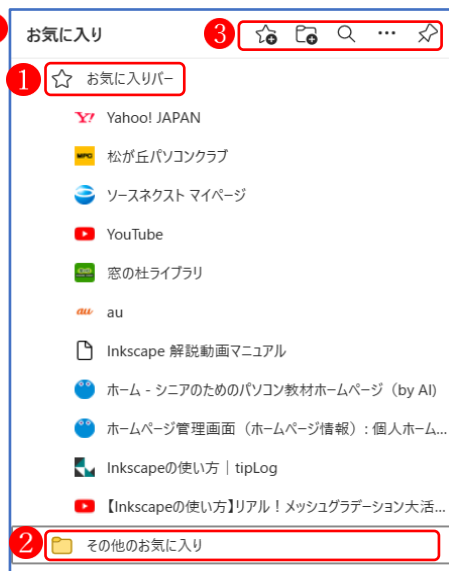 お気に入り
3
1
お気に入りバー
Y! Yahoo! JAPAN
MPC 松が丘パソコンクラブ
ソースネクスト マイページ
YouTube
窓の杜ライブラリ
au au
Inkscape 解説動画マニュアル
ホーム - シニアのためのパソコン教材ホームページ（by AI)
ホームページ管理画面（ホームページ情報）: 個人ホーム...
Inkscapeの使い方｜tipLog
【Inkscapeの使い方】リアル！メッシュグラデーション大活...
2
その他のお気に入り